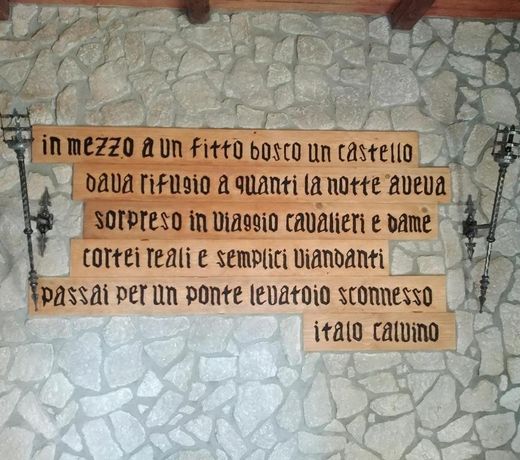 in mezzo a un fitto bosco un castello
dava rifugio a quanti la notte aveva
sorpreso in viaggio cavalieri e dame
cortei reali e semplici viandanti
passai per un ponte levatoio sconnesso
italo calvino